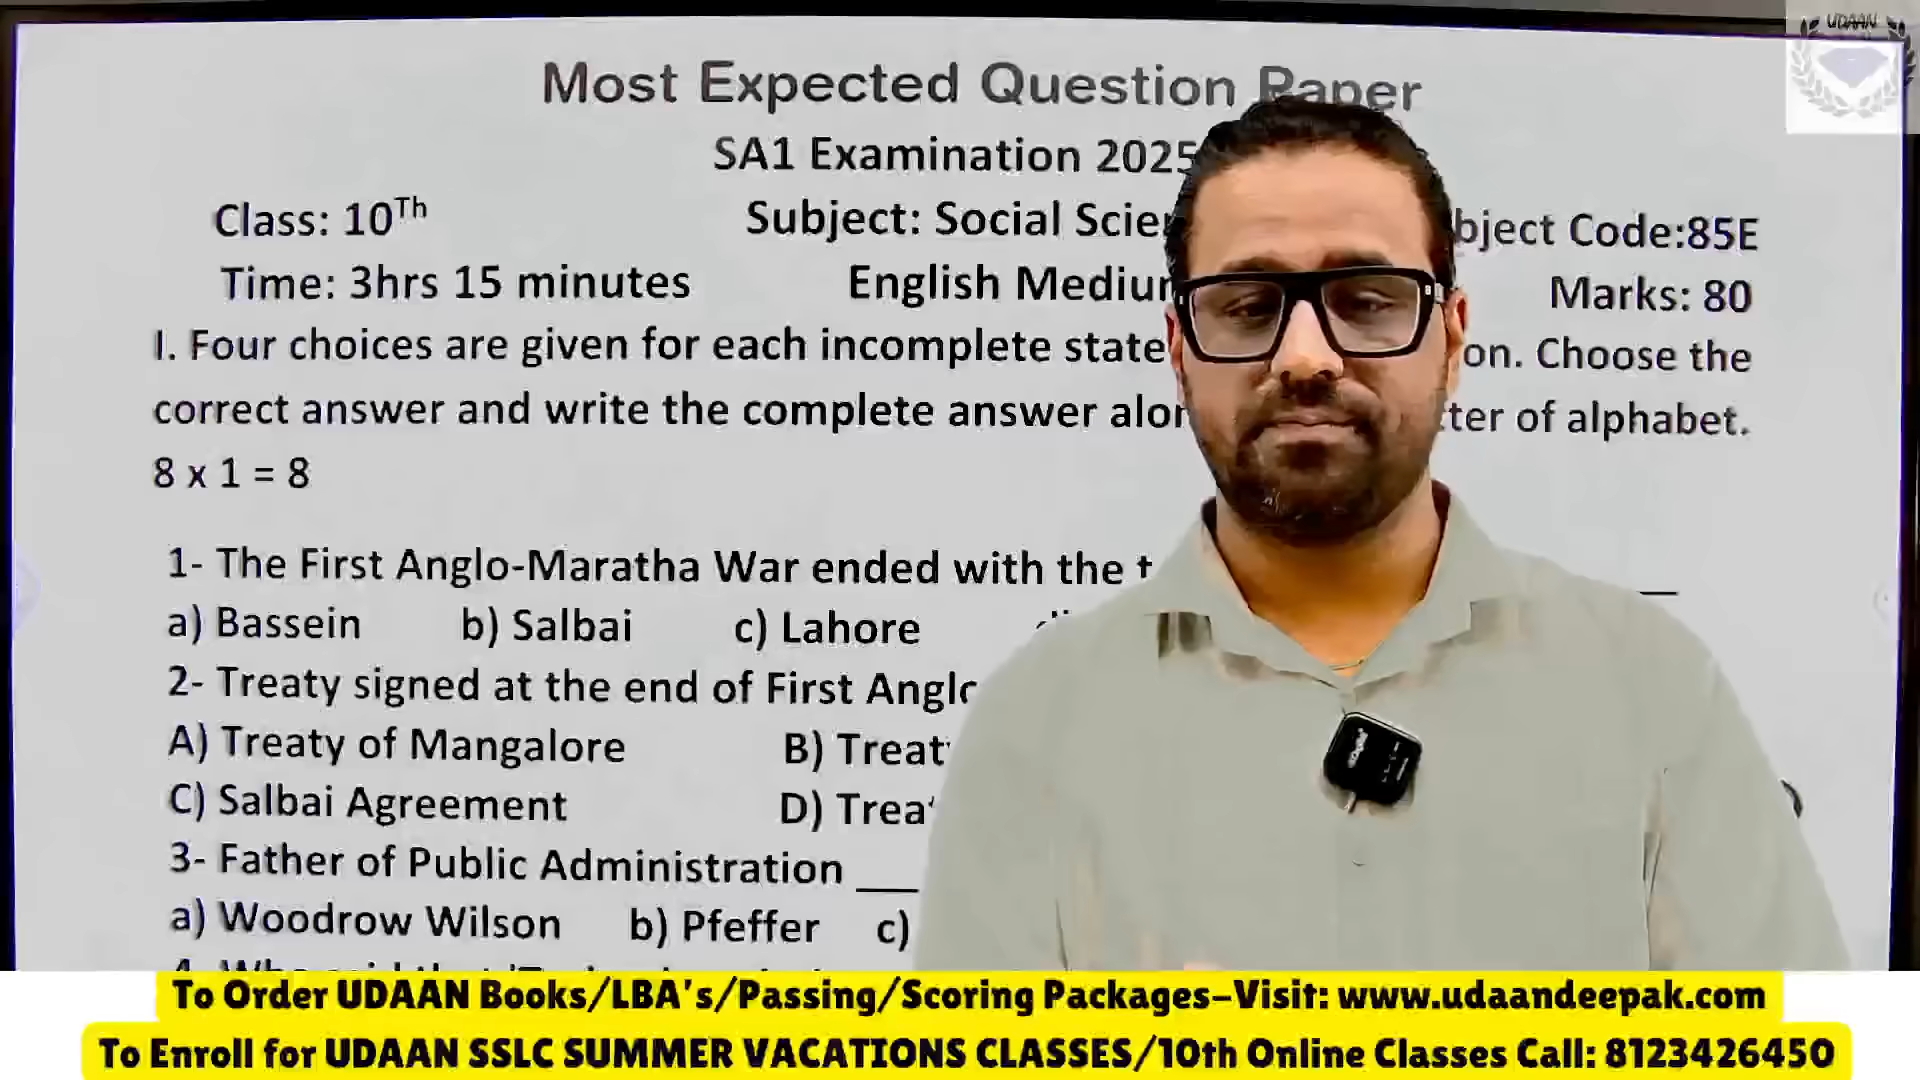 UDAAN
Most Expected Question Paper
SA1 Examination 2025
Class: 10Th Subject: Social Scie bject Code:85E
Time: 3hrs 15 minutes English Mediu Marks: 80
I. Four choices are given for each incomplete state on. Choose the
correct answer and write the complete answer alon tter of alphabet.
8 x 1 = 8
1- The First Anglo-Maratha War ended with the t
a) Bassein b) Salbai c) Lahore
2- Treaty signed at the end of First Anglo
A) Treaty of Mangalore B) Treat
C) Salbai Agreement D) Trea
3- Father of Public Administration ___
a) Woodrow Wilson b) Pfeffer c)
To Order UDAAN Books/LBA's/Passing/Scoring Packages-Visit: www.udaandeepak.com
To Enroll for UDAAN SSLC SUMMER VACATIONS CLASSES/10th Online Classes Call: 8123426450